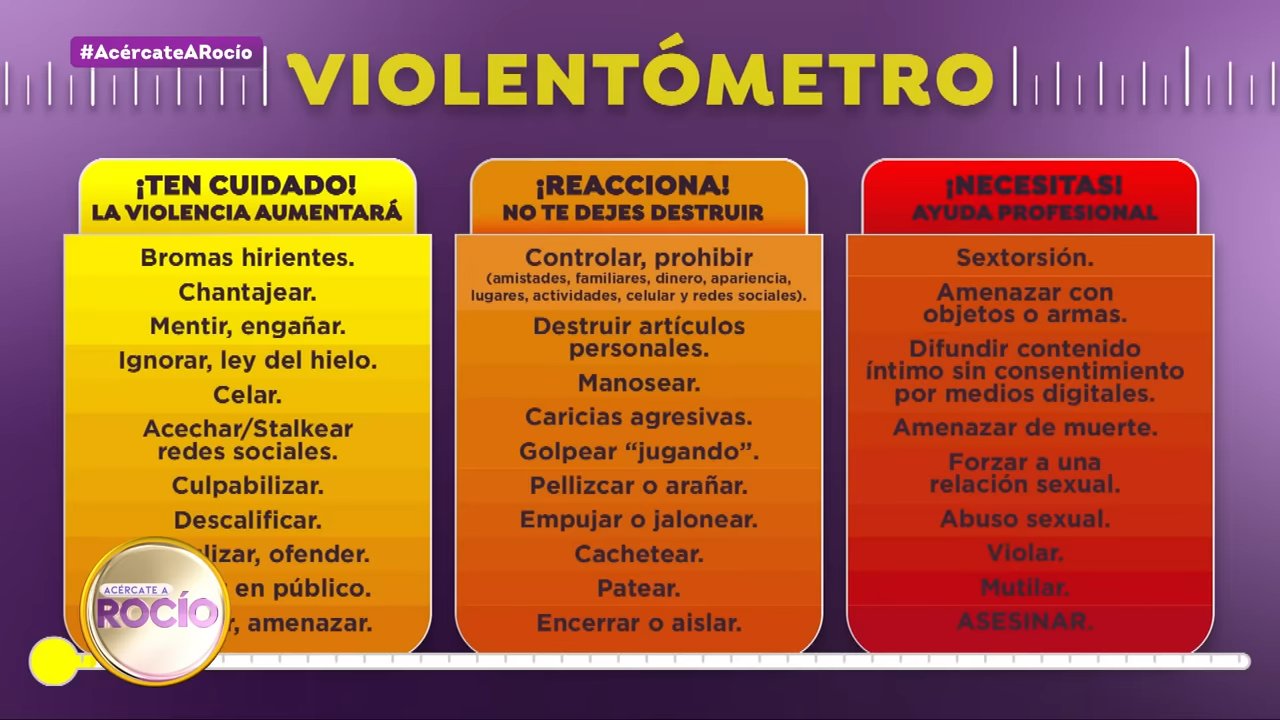 #AcércateARocío
VIOLENTÓMETRO
¡TEN CUIDADO!
LA VIOLENCIA AUMENTARÁ
Bromas hirientes.
Chantajear.
Mentir, engañar.
Ignorar, ley del hielo.
Celar.
Acechar/Stalkear
redes sociales.
Culpabilizar.
Descalificar.
ofender.
en público.
amenazar.
¡REACCIONA!
NO TE DEJES DESTRUIR
Controlar, prohibir
(amistades, familiares, dinero, apariencia,
lugares, actividades, celular y redes sociales).
Destruir artículos
personales.
Manosear.
Caricias agresivas.
Golpear “jugando”.
Pellizcar o arañar.
Empujar o jalonear.
Cachetear.
Patear.
Encerrar o aislar.
¡NECESITAS!
AYUDA PROFESIONAL
Sextorsión.
Amenazar con
objetos o armas.
Difundir contenido
íntimo sin consentimiento
por medios digitales.
Amenazar de muerte.
Forzar a una
relación sexual.
Abuso sexual.
Violar.
Mutilar.
ASESINAR.
ACÉRCATE A
ROCÍO